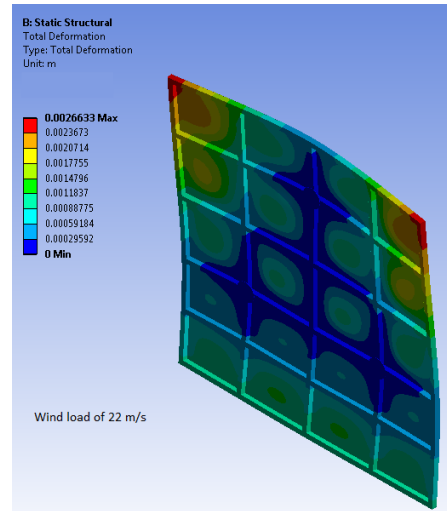 B: Static Structural
Total Deformation
Type: Total Deformation
Unit: m
0.0026633 Max
0.0023673
0.0020714
0.0017755
0.0014796
0.0011837
0.00088775
0.00059184
0.00029592
0 Min
Wind load of 22 m/s